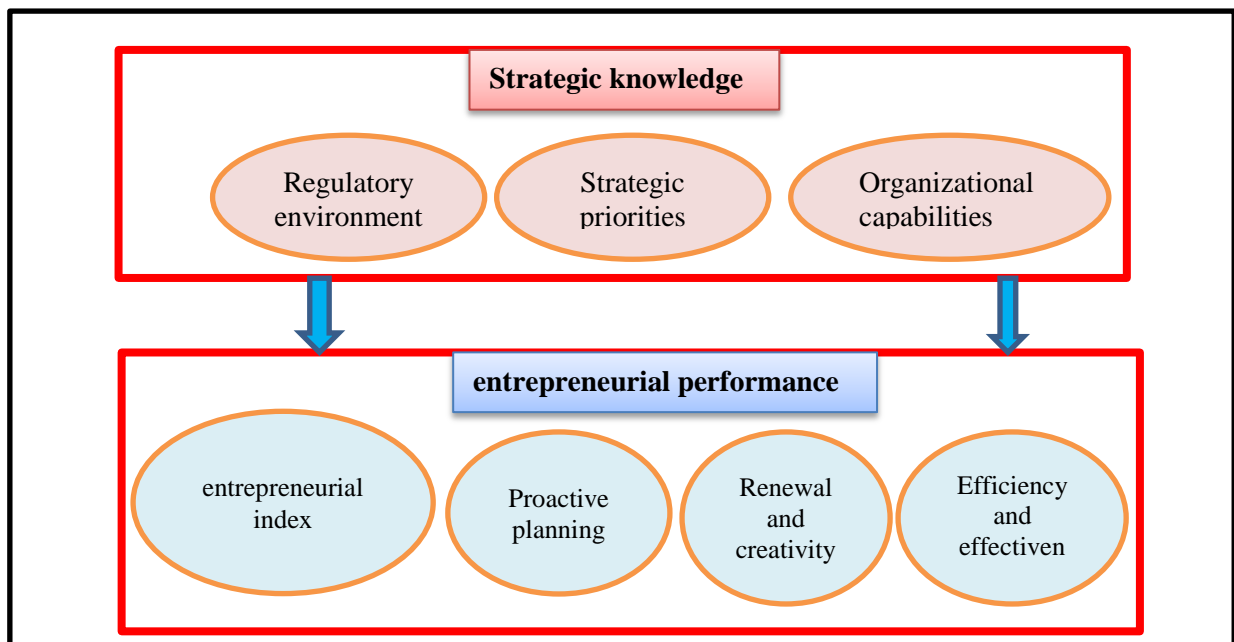 Strategic knowledge
Regulatory
environment
Strategic
priorities
Organizational
capabilities
entrepreneurial performance
entrepreneurial
index
Proactive
planning
Renewal
and
creativity
Efficiency
and
effectiven